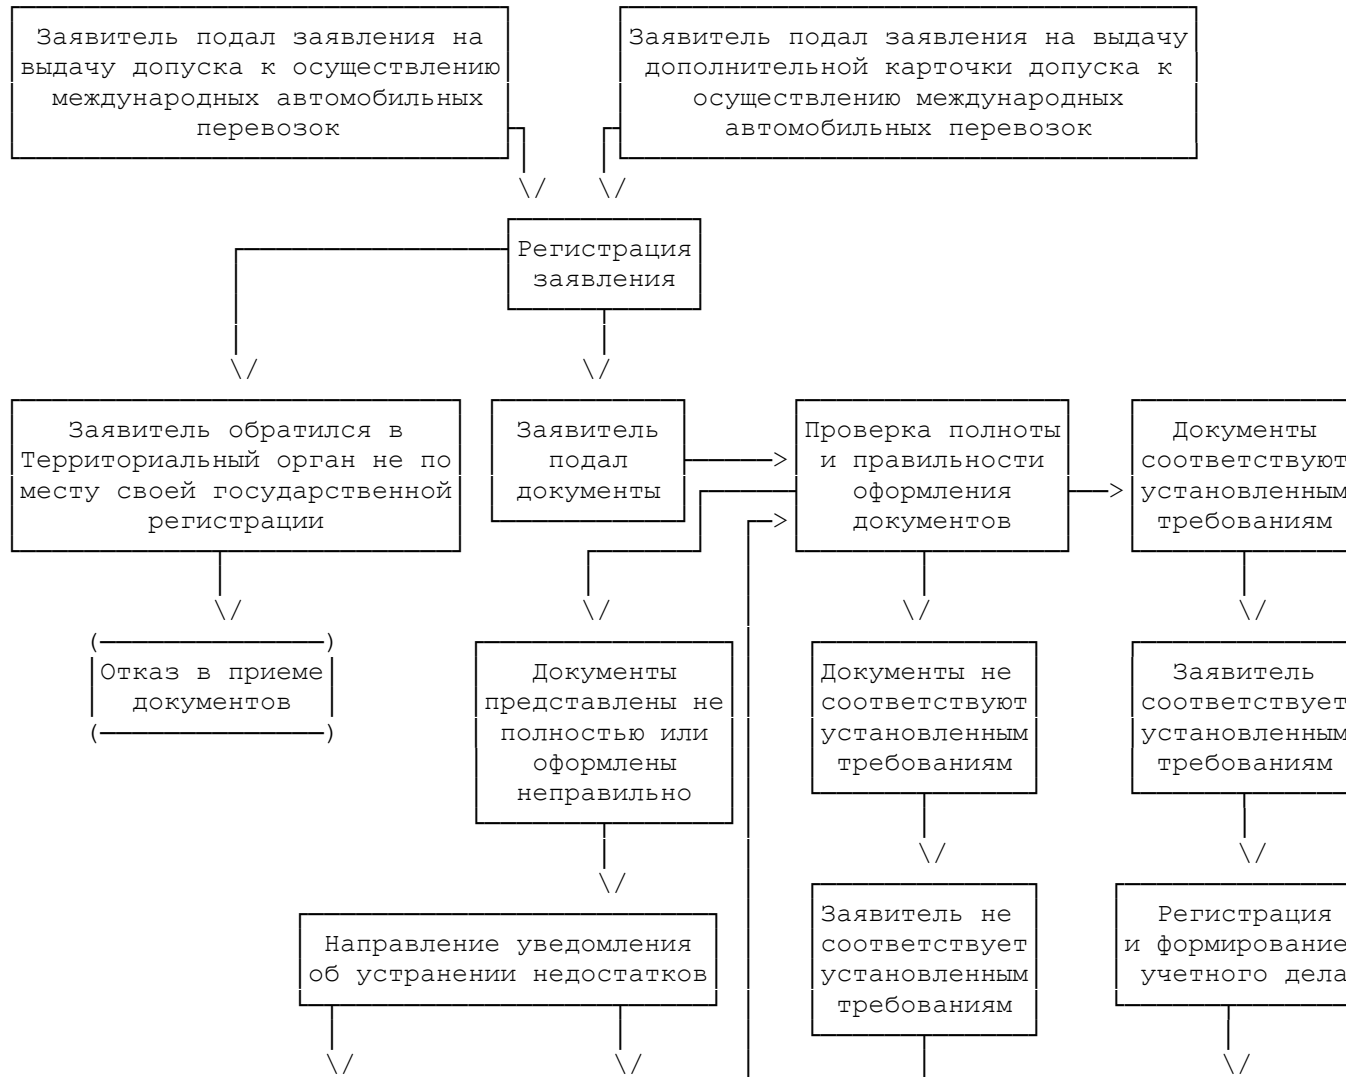 Заявитель подал заявления на
выдачу допуска к осуществлению
международных автомобильных
перевозок
Заявитель подал заявления на выдачу
дополнительной карточки допуска к
осуществлению международных
автомобильных перевозок
Регистрация
заявления
Заявитель обратился в
Территориальный орган не по
месту своей государственной
регистрации
Заявитель
подал
документы
Проверка полноты
и правильности
оформления
документов
Документы
соответствуют
установленным
требованиям
Отказ в приеме
документов
Документы
представлены не
полностью или
оформлены
неправильно
Документы не
соответствуют
установленным
требованиям
Заявитель
соответствует
установленным
требованиям
Направление уведомления
об устранении недостатков
Заявитель не
соответствует
установленным
требованиям
Регистрация
и формирование
учетного дела